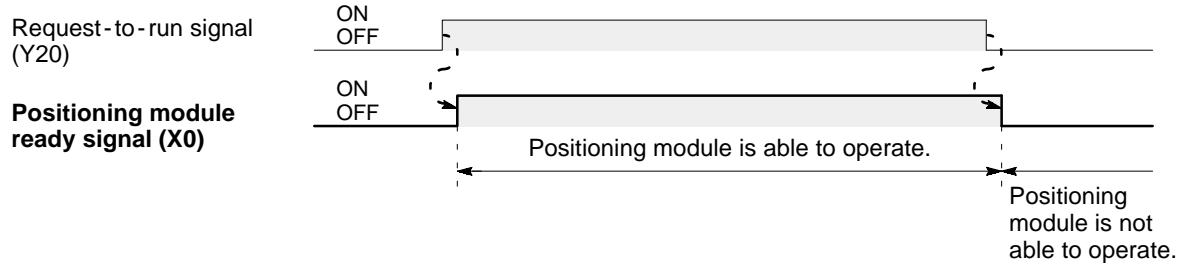 Request-to-run signal
(Y20)
ON
OFF
Positioning module
ready signal (X0)
ON
OFF
Positioning module is able to operate.
Positioning
module is not
able to operate.